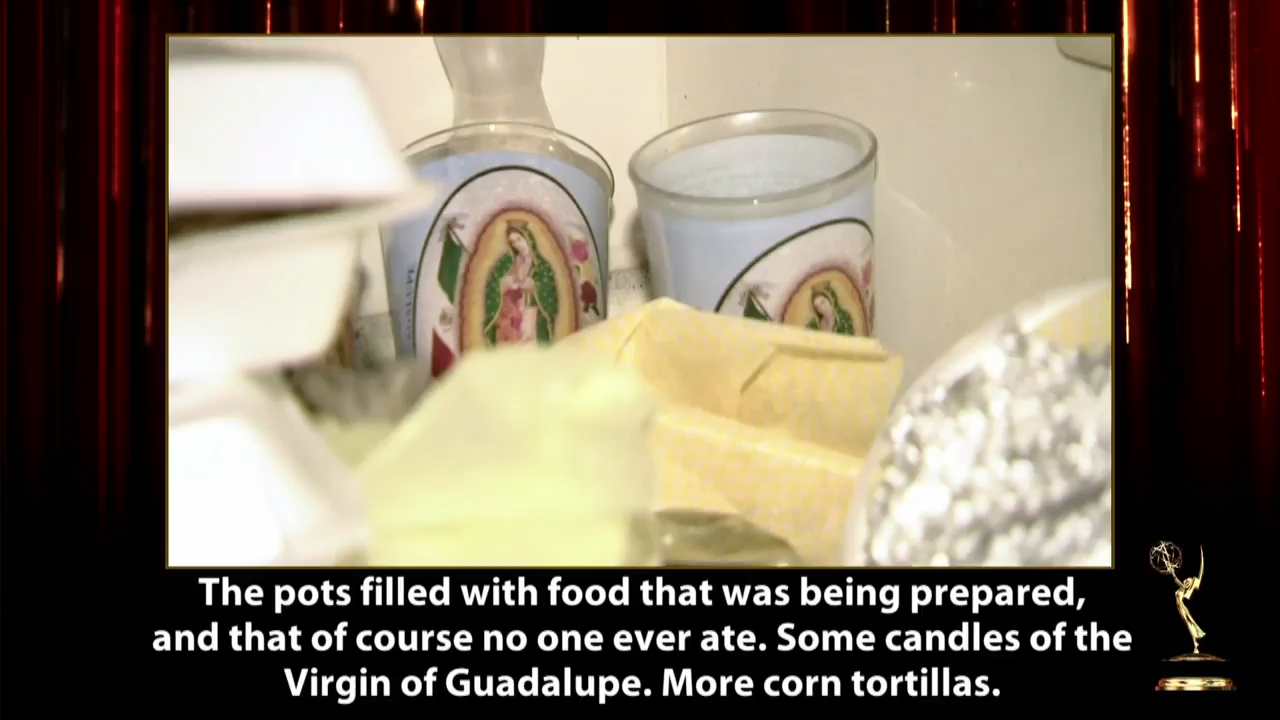 The pots filled with food that was being prepared,
and that of course no one ever ate. Some candles of the
Virgin of Guadalupe. More corn tortillas.